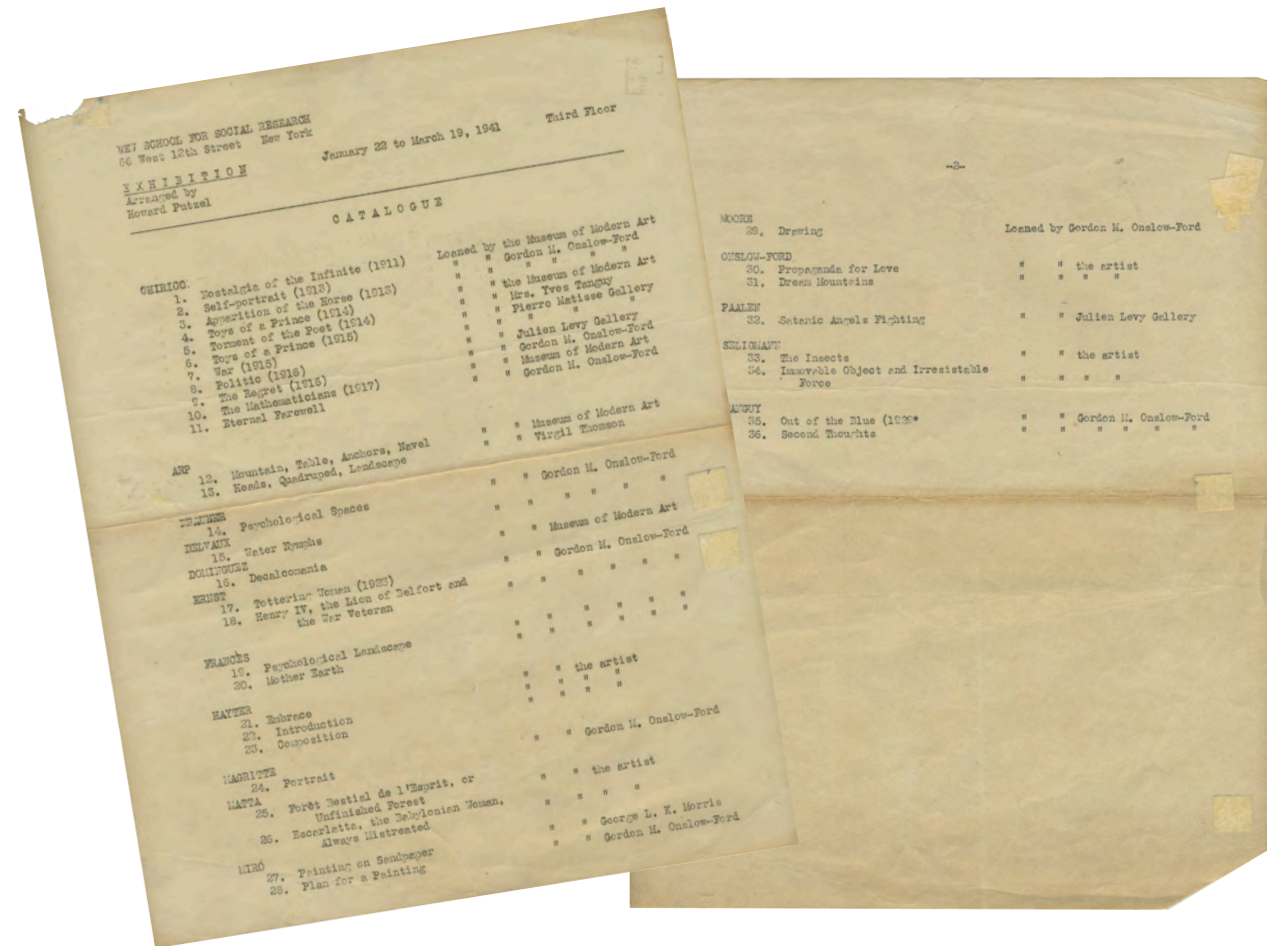 NEW SCHOOL FOR SOCIAL RESEARCH
66 West 12th Street New York
January 22 to March 19, 1941 Third Floor
EXHIBITION
Arranged by
Howard Putzel
CATALOGUE
CHIRICO:
1. Nostalgia of the Infinite (1911) Loaned by the Museum of Modern Art
2. Self-portrait (1913) " " Gordon M. Onslow-Ford
3. Apparition of the Horse (1913) " " " " "
4. Toys of a Prince (1914) " " the Museum of Modern Art
5. Torment of the Poet (1914) " " Mrs. Yves Tanguy
6. Toys of a Prince (1915) " " Pierre Matisse Gallery
7. War (1915) " " " " "
8. Politic (1916) " " Julien Levy Gallery
9. The Regret (1916) " " Gordon M. Onslow-Ford
10. The Mathematicians (1917) " " Museum of Modern Art
11. Eternal Farewell " " Gordon M. Onslow-Ford
ARP
12. Mountain, Table, Anchors, Navel " " Museum of Modern Art
13. Heads, Quadruped, Landscape " " Virgil Thomson
BRAUNER
14. Psychological Spaces " " Gordon M. Onslow-Ford
DELVAUX
15. Water Nymphs " " " " "
DOMINGUEZ
16. Decalcomania " " Museum of Modern Art
ERNST
17. Tottering Woman (1923) " " Gordon M. Onslow-Ford
18. Henry IV, the Lion of Belfort and
the War Veteran " " " " "
FRANCÈS
19. Psychological Landscape " " " " "
20. Mother Earth " " " " "
HAYTER
21. Embrace " " the artist
22. Introduction " " " "
23. Composition " " " "
MAGRITTE
24. Portrait " " Gordon M. Onslow-Ford
MATTA
25. Forêt Bestial de l'Esprit, or
Unfinished Forest " " the artist
26. Escarlatta, the Babylonian Woman,
Always Mistreated " " " "
MIRÓ
27. Painting on Sandpaper " " George L. K. Morris
28. Plan for a Painting " " Gordon M. Onslow-Ford
--2--
MOORE
29. Drawing Loaned by Gordon M. Onslow-Ford
ONSLOW-FORD
30. Propaganda for Love " " the artist
31. Dream Mountains " " " "
PAALEN
32. Satanic Angels Fighting " " Julien Levy Gallery
SELIGMANN
33. The Insects " " the artist
34. Immovable Object and Irresistable
Force " " " "
TANGUY
35. Out of the Blue (1929* " " Gordon M. Onslow-Ford
36. Second Thoughts " " " " "